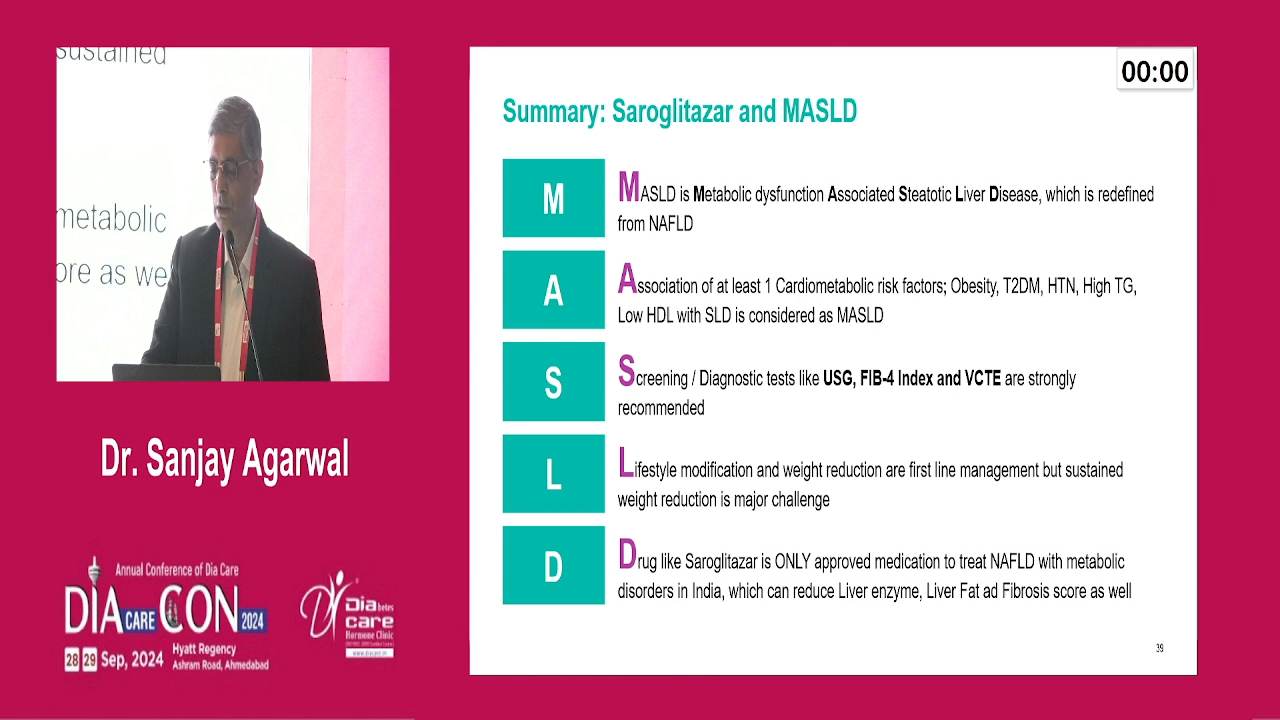 sustained
metabolic
ore as we
Dr. Sanjay Agarwal
Annual Conference of Dia Care
DIA CARE CON 2024
28 29 Sep, 2024
Hyatt Regency
Ashram Road, Ahmedabad
Diabetes
care
Hormone Clinic
www.diacare.in
00:00
Summary: Saroglitazar and MASLD
M
MASLD is Metabolic dysfunction Associated Steatotic Liver Disease, which is redefined
from NAFLD
A
Association of at least 1 Cardiometabolic risk factors; Obesity, T2DM, HTN, High TG,
Low HDL with SLD is considered as MASLD
S
Screening / Diagnostic tests like USG, FIB-4 Index and VCTE are strongly
recommended
L
Lifestyle modification and weight reduction are first line management but sustained
weight reduction is major challenge
D
Drug like Saroglitazar is ONLY approved medication to treat NAFLD with metabolic
disorders in India, which can reduce Liver enzyme, Liver Fat ad Fibrosis score as well
39